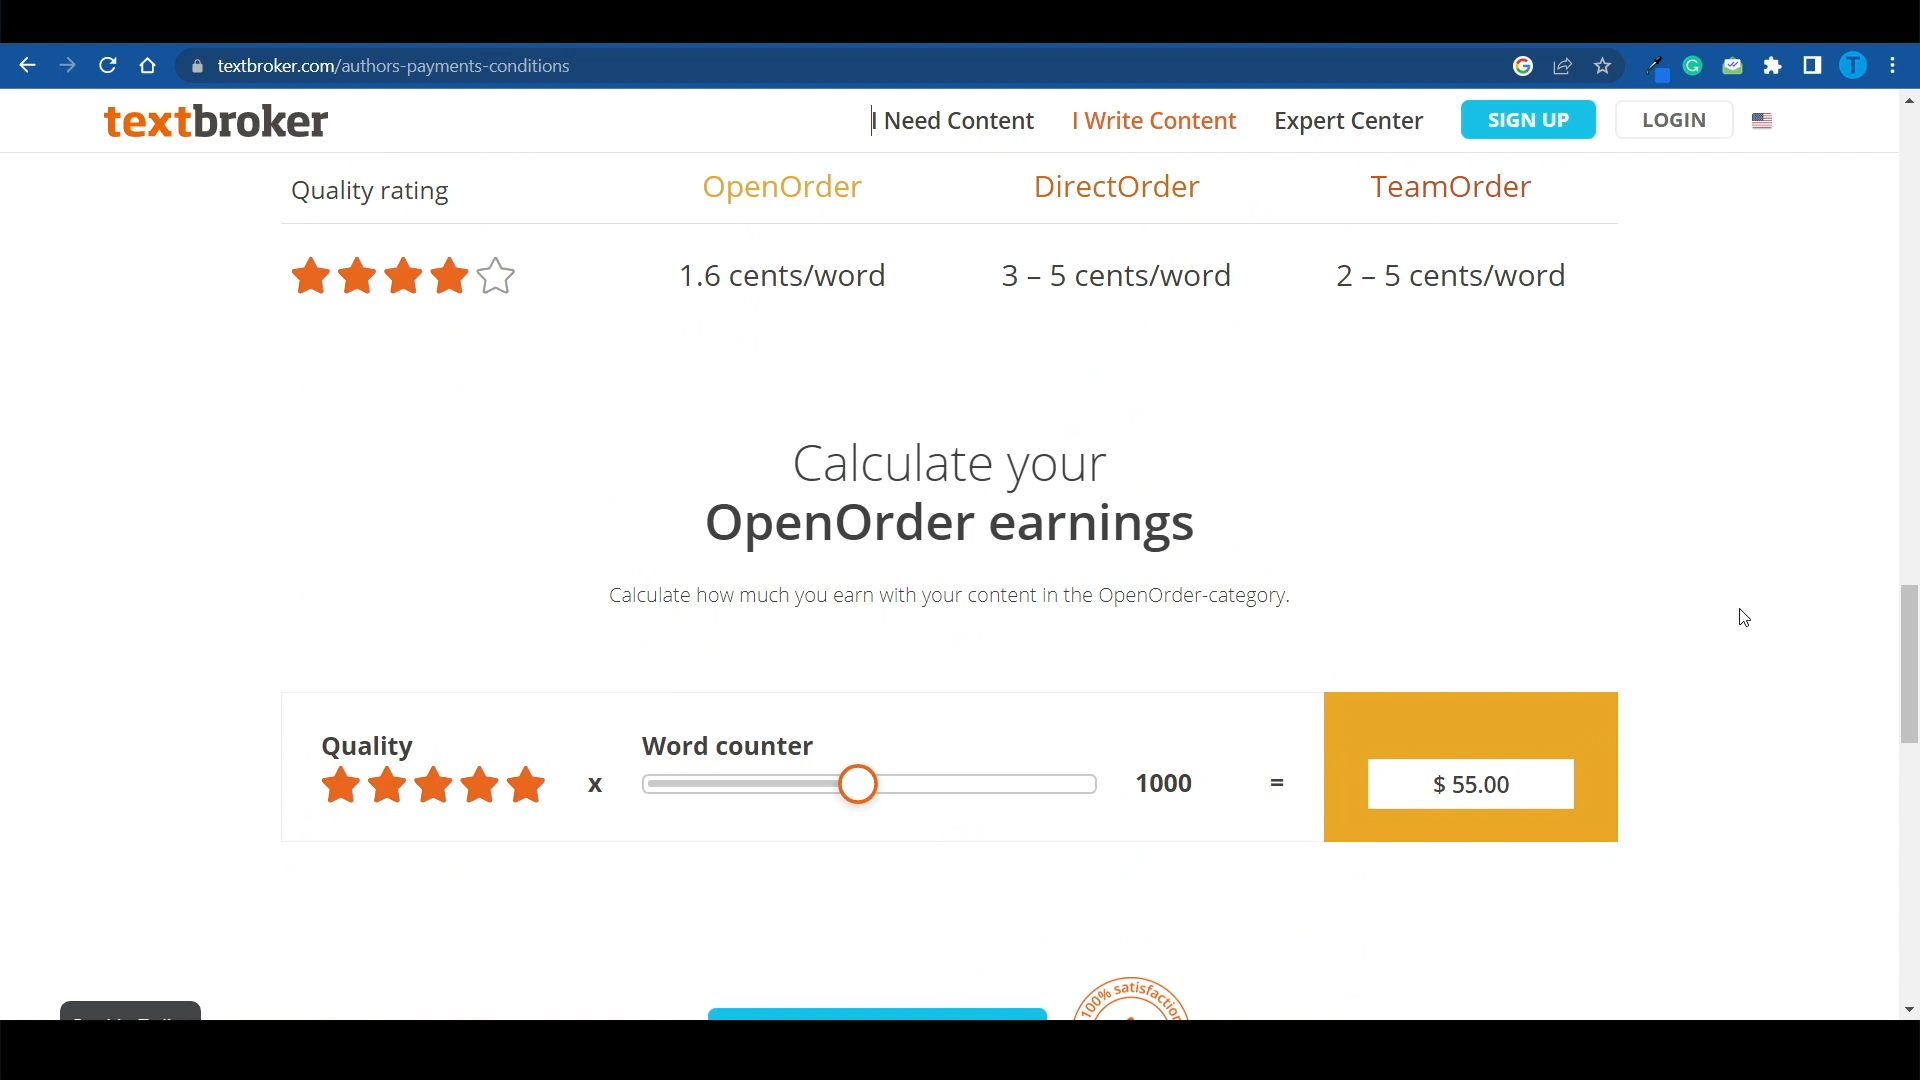 textbroker.com/authors-payments-conditions
T
textbroker
I Need Content
I Write Content
Expert Center
SIGN UP
LOGIN
Quality rating
OpenOrder
DirectOrder
TeamOrder
1.6 cents/word
3 – 5 cents/word
2 – 5 cents/word
Calculate your
OpenOrder earnings
Calculate how much you earn with your content in the OpenOrder-category.
Quality
Word counter
x
1000
=
$ 55.00
100% satisfaction